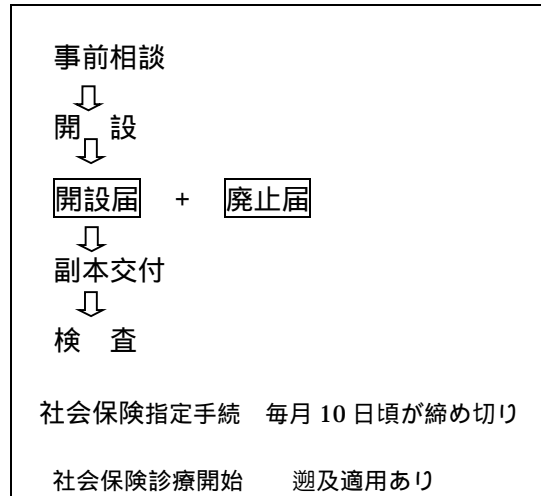 事前相談
⇩
開　設
⇩
開設届　+　廃止届
⇩
副本交付
⇩
検　査
社会保険指定手続　毎月 10 日頃が締め切り
社会保険診療開始　　遡及適用あり